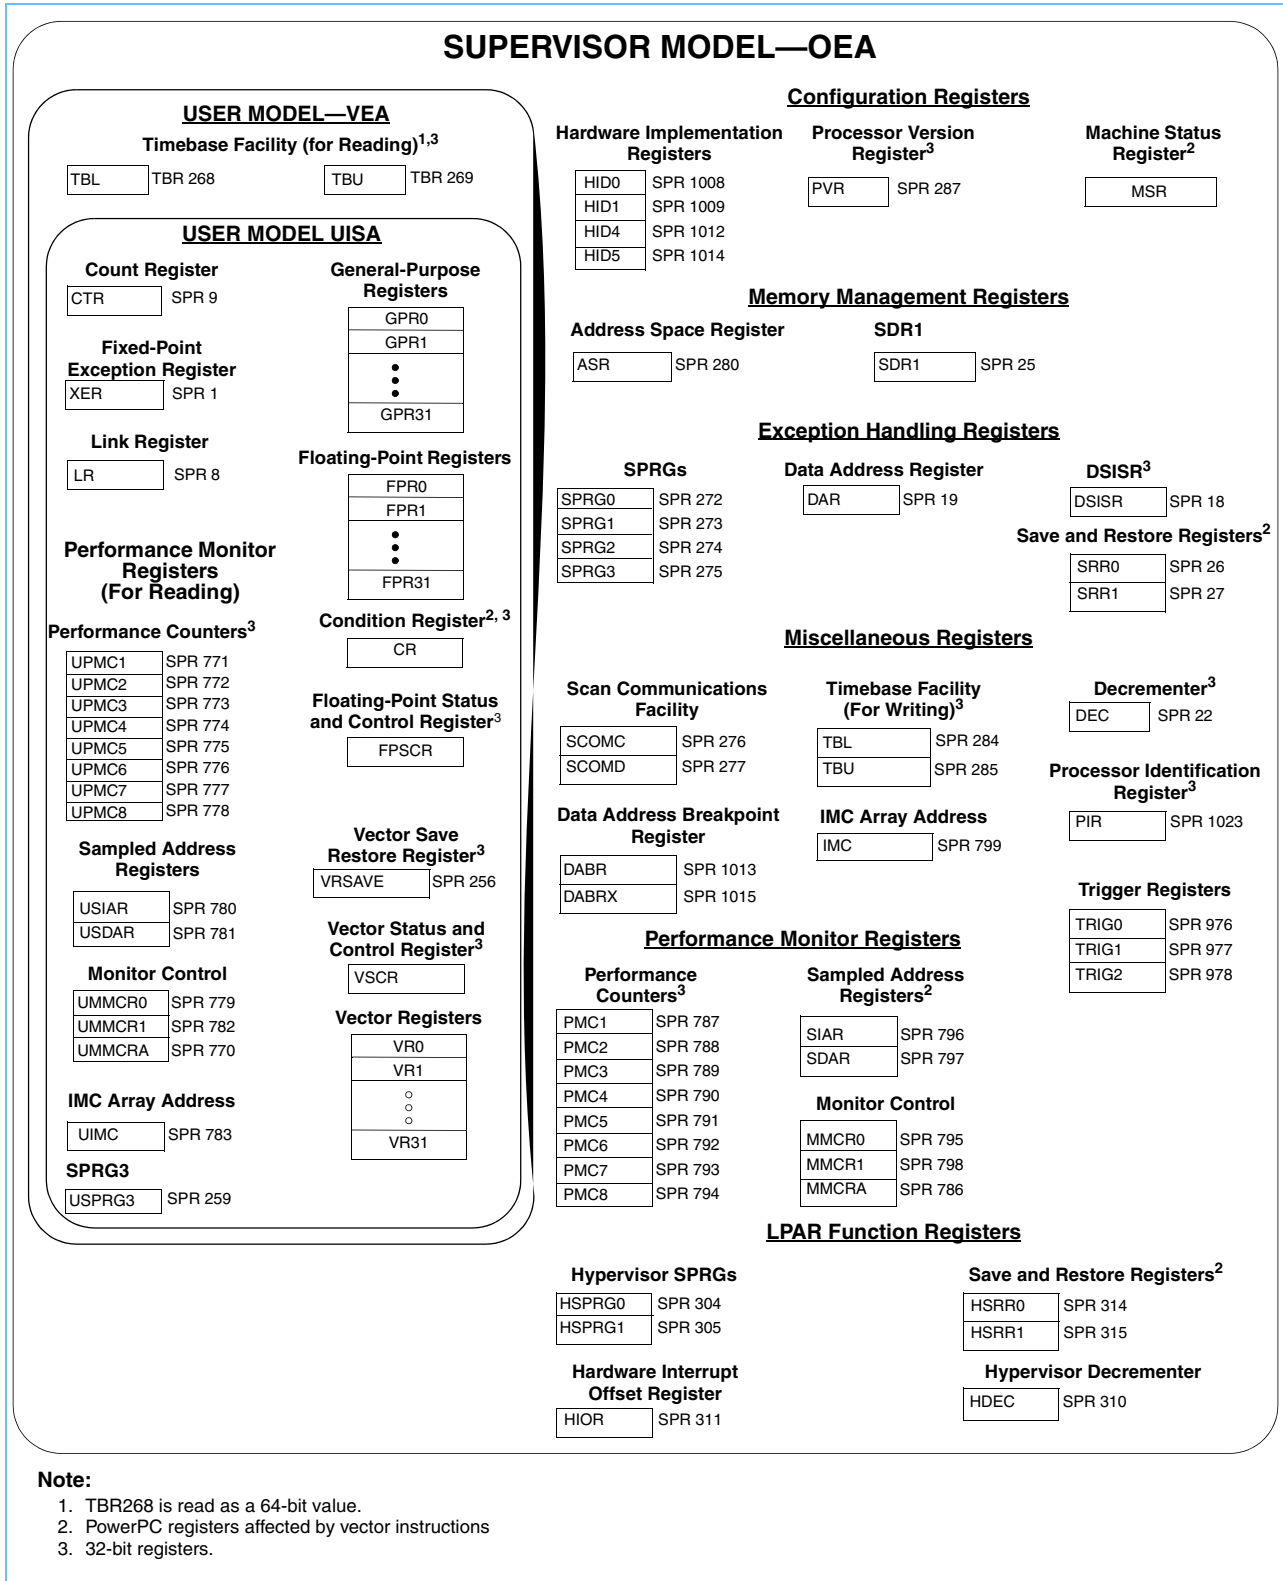 SUPERVISOR MODEL—OEA
USER MODEL—VEA
Timebase Facility (for Reading)1,3
TBL TBR 268 TBU TBR 269
USER MODEL UISA
Count Register
CTR SPR 9
Fixed-Point
Exception Register
XER SPR 1
Link Register
LR SPR 8
Performance Monitor
Registers
(For Reading)
Performance Counters3
UPMC1 SPR 771
UPMC2 SPR 772
UPMC3 SPR 773
UPMC4 SPR 774
UPMC5 SPR 775
UPMC6 SPR 776
UPMC7 SPR 777
UPMC8 SPR 778
Sampled Address
Registers
USIAR SPR 780
USDAR SPR 781
Monitor Control
UMMCR0 SPR 779
UMMCR1 SPR 782
UMMCRA SPR 770
IMC Array Address
UIMC SPR 783
SPRG3
USPRG3 SPR 259
General-Purpose
Registers
GPR0
GPR1
GPR31
Floating-Point Registers
FPR0
FPR1
FPR31
Condition Register2, 3
CR
Floating-Point Status
and Control Register3
FPSCR
Vector Save
Restore Register3
VRSAVE SPR 256
Vector Status and
Control Register3
VSCR
Vector Registers
VR0
VR1
VR31
Configuration Registers
Hardware Implementation
Registers
HID0 SPR 1008
HID1 SPR 1009
HID4 SPR 1012
HID5 SPR 1014
Processor Version
Register3
PVR SPR 287
Machine Status
Register2
MSR
Memory Management Registers
Address Space Register
ASR SPR 280
SDR1
SDR1 SPR 25
Exception Handling Registers
SPRGs
SPRG0 SPR 272
SPRG1 SPR 273
SPRG2 SPR 274
SPRG3 SPR 275
Data Address Register
DAR SPR 19
DSISR3
DSISR SPR 18
Save and Restore Registers2
SRR0 SPR 26
SRR1 SPR 27
Miscellaneous Registers
Scan Communications
Facility
SCOMC SPR 276
SCOMD SPR 277
Timebase Facility
(For Writing)3
TBL SPR 284
TBU SPR 285
Decrementer3
DEC SPR 22
Processor Identification
Register3
PIR SPR 1023
Data Address Breakpoint
Register
DABR SPR 1013
DABRX SPR 1015
IMC Array Address
IMC SPR 799
Trigger Registers
TRIG0 SPR 976
TRIG1 SPR 977
TRIG2 SPR 978
Performance Monitor Registers
Performance
Counters3
PMC1 SPR 787
PMC2 SPR 788
PMC3 SPR 789
PMC4 SPR 790
PMC5 SPR 791
PMC6 SPR 792
PMC7 SPR 793
PMC8 SPR 794
Sampled Address
Registers2
SIAR SPR 796
SDAR SPR 797
Monitor Control
MMCR0 SPR 795
MMCR1 SPR 798
MMCRA SPR 786
LPAR Function Registers
Hypervisor SPRGs
HSPRG0 SPR 304
HSPRG1 SPR 305
Save and Restore Registers2
HSRR0 SPR 314
HSRR1 SPR 315
Hardware Interrupt
Offset Register
HIOR SPR 311
Hypervisor Decrementer
HDEC SPR 310
Note:
1. TBR268 is read as a 64-bit value.
2. PowerPC registers affected by vector instructions
3. 32-bit registers.